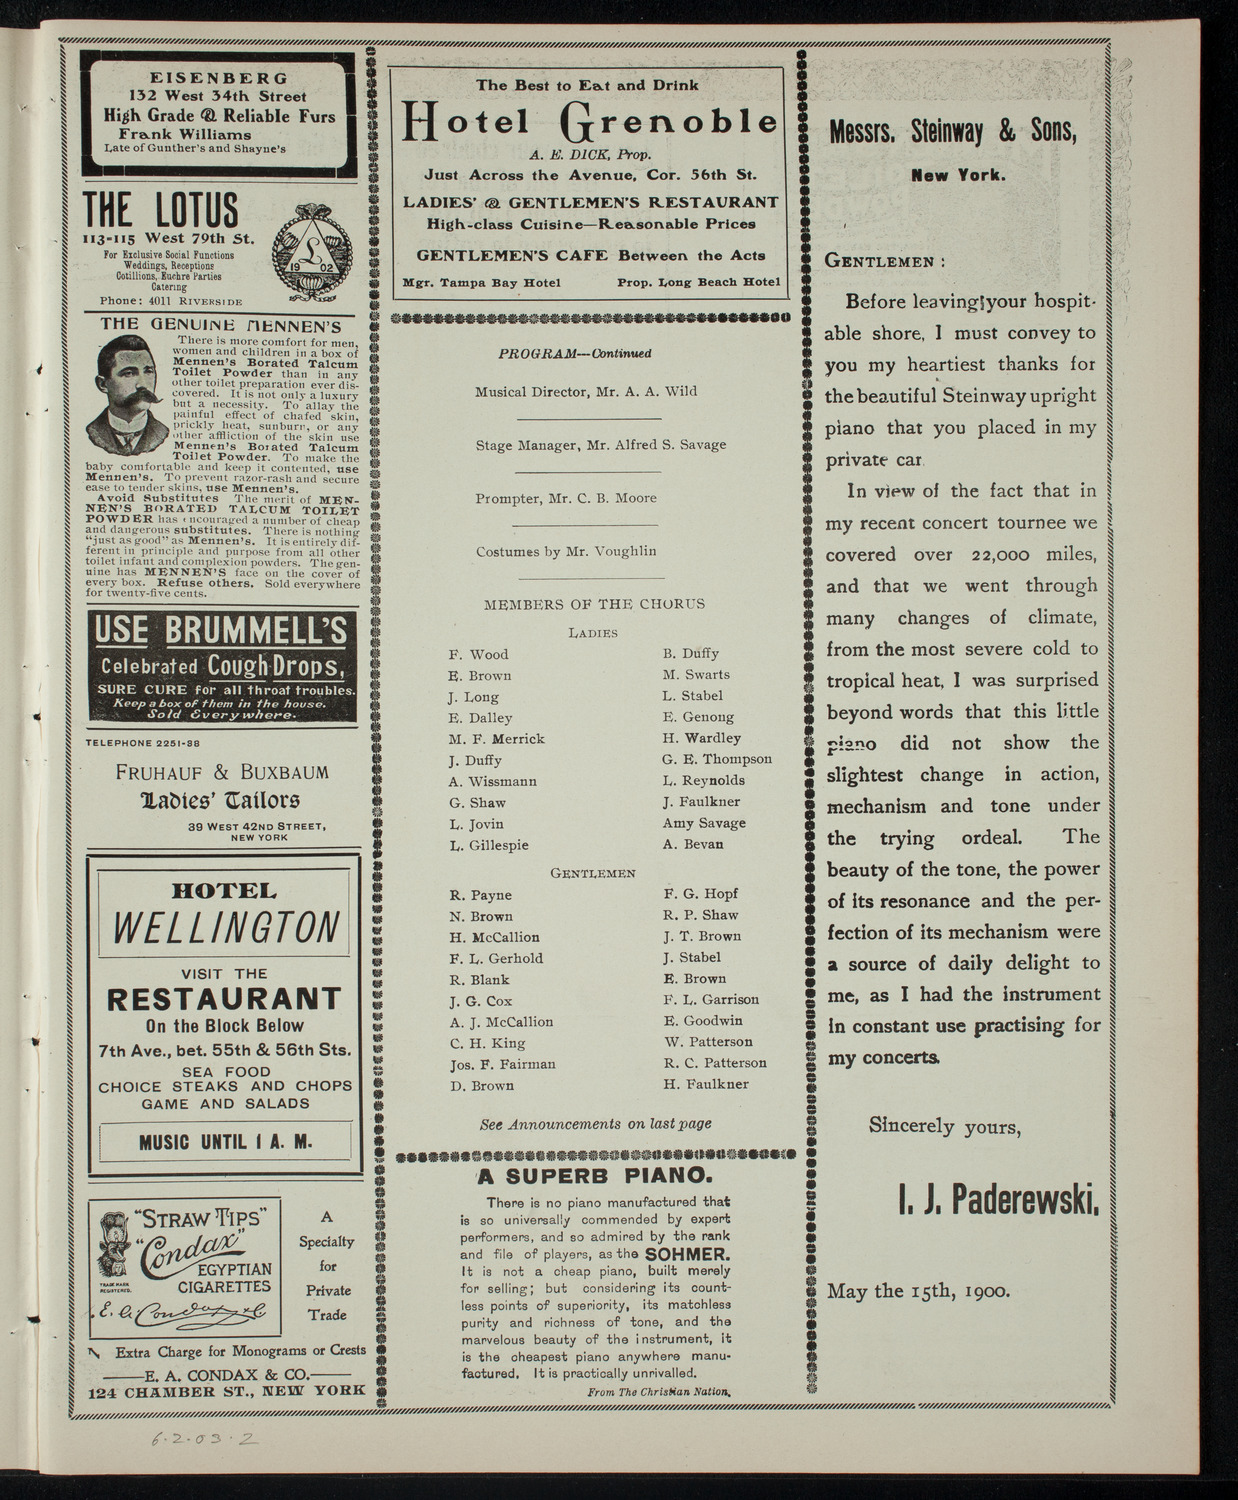 EISENBERG
132 West 34th Street
High Grade & Reliable Furs
Frank Williams
Late of Gunther's and Shayne's
THE LOTUS
113-115 West 79th St.
For Exclusive Social Functions
Weddings, Receptions
Cotillions, Euchre Parties
Catering
Phone: 4011 RIVERSIDE
L
19 02
THE GENUINE MENNEN'S
There is more comfort for men,
women and children in a box of
Mennen's Borated Talcum
Toilet Powder than in any
other toilet preparation ever dis-
covered. It is not only a luxury
but a necessity. To allay the
painful effect of chafed skin,
prickly heat, sunburn, or any
other affliction of the skin use
Mennen's Borated Talcum
Toilet Powder. To make the
baby comfortable and keep it contented, use
Mennen's. To prevent razor-rash and secure
ease to tender skins, use Mennen's.
Avoid Substitutes The merit of MEN-
NEN'S BORATED TALCUM TOILET
POWDER has encouraged a number of cheap
and dangerous substitutes. There is nothing
"just as good" as Mennen's. It is entirely dif-
ferent in principle and purpose from all other
toilet infant and complexion powders. The gen-
uine has MENNEN'S face on the cover of
every box. Refuse others. Sold everywhere
for twenty-five cents.
USE BRUMMELL'S
Celebrated Cough Drops,
SURE CURE for all throat troubles.
Keep a box of them in the house.
Sold Everywhere.
TELEPHONE 2251-38
FRUHAUF & BUXBAUM
Ladies' Tailors
39 WEST 42ND STREET,
NEW YORK
HOTEL
WELLINGTON
VISIT THE
RESTAURANT
On the Block Below
7th Ave., bet. 55th & 56th Sts.
SEA FOOD
CHOICE STEAKS AND CHOPS
GAME AND SALADS
MUSIC UNTIL 1 A. M.
"STRAW TIPS"
"Condax"
EGYPTIAN
CIGARETTES
TRADE MARK
REGISTERED.
E. A. Condax & Co
A
Specialty
for
Private
Trade
Extra Charge for Monograms or Crests
E. A. CONDAX & CO.
124 CHAMBER ST., NEW YORK
The Best to Eat and Drink
Hotel Grenoble
A. E. DICK, Prop.
Just Across the Avenue, Cor. 56th St.
LADIES' & GENTLEMEN'S RESTAURANT
High-class Cuisine—Reasonable Prices
GENTLEMEN'S CAFE Between the Acts
Mgr. Tampa Bay Hotel Prop. Long Beach Hotel
PROGRAM—Continued
Musical Director, Mr. A. A. Wild
Stage Manager, Mr. Alfred S. Savage
Prompter, Mr. C. B. Moore
Costumes by Mr. Voughlin
MEMBERS OF THE CHORUS
LADIES
F. Wood B. Duffy
E. Brown M. Swarts
J. Long L. Stabel
E. Dalley E. Genong
M. F. Merrick H. Wardley
J. Duffy G. E. Thompson
A. Wissmann L. Reynolds
G. Shaw J. Faulkner
L. Jovin Amy Savage
L. Gillespie A. Bevan
GENTLEMEN
R. Payne F. G. Hopf
N. Brown R. P. Shaw
H. McCallion J. T. Brown
F. L. Gerhold J. Stabel
R. Blank E. Brown
J. G. Cox F. L. Garrison
A. J. McCallion E. Goodwin
C. H. King W. Patterson
Jos. F. Fairman R. C. Patterson
D. Brown H. Faulkner
See Announcements on last page
A SUPERB PIANO.
There is no piano manufactured that
is so universally commended by expert
performers, and so admired by the rank
and file of players, as the SOHMER.
It is not a cheap piano, built merely
for selling; but considering its count-
less points of superiority, its matchless
purity and richness of tone, and the
marvelous beauty of the instrument, it
is the cheapest piano anywhere manu-
factured. It is practically unrivalled.
From The Christian Nation.
Messrs. Steinway & Sons,
New York.
GENTLEMEN:
Before leaving your hospit-
able shore, I must convey to
you my heartiest thanks for
the beautiful Steinway upright
piano that you placed in my
private car
In view of the fact that in
my recent concert tournee we
covered over 22,000 miles,
and that we went through
many changes of climate,
from the most severe cold to
tropical heat, I was surprised
beyond words that this little
piano did not show the
slightest change in action,
mechanism and tone under
the trying ordeal. The
beauty of the tone, the power
of its resonance and the per-
fection of its mechanism were
a source of daily delight to
me, as I had the instrument
in constant use practising for
my concerts.
Sincerely yours,
I. J. Paderewski.
May the 15th, 1900.
6.2.03.2